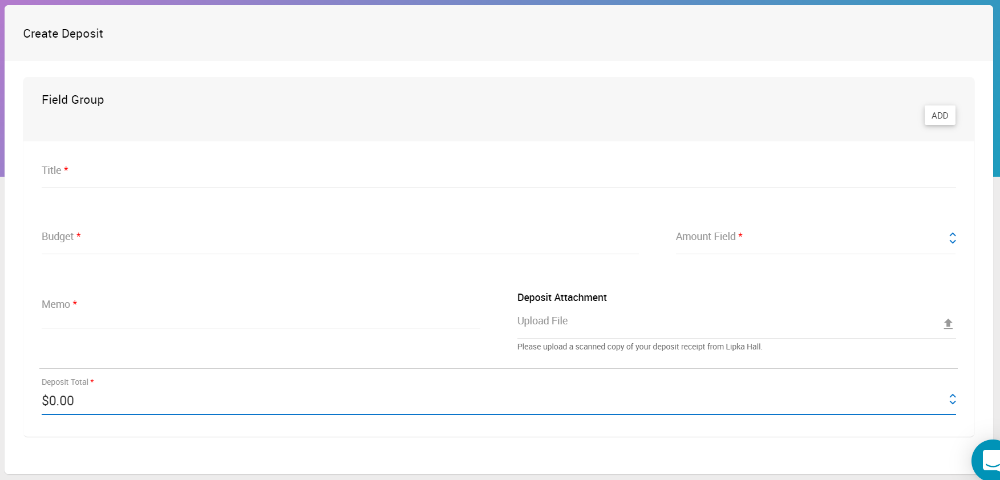 Create Deposit
Field Group
ADD
Title *
Budget *
Amount Field *
Memo *
Deposit Attachment
Upload File
Please upload a scanned copy of your deposit receipt from Lipka Hall.
Deposit Total *
$0.00